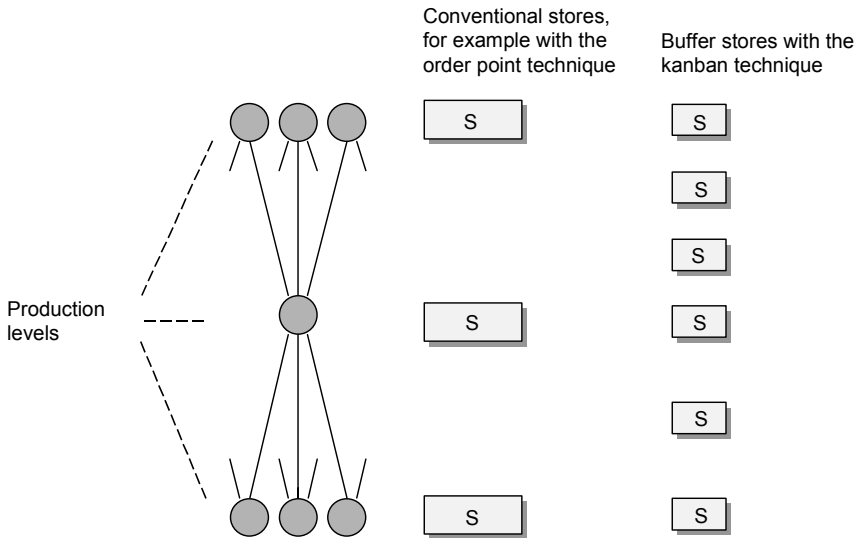 Conventional stores,
for example with the
order point technique
Buffer stores with the
kanban technique
S
S
S
S
Production
levels
S
S
S
S
S